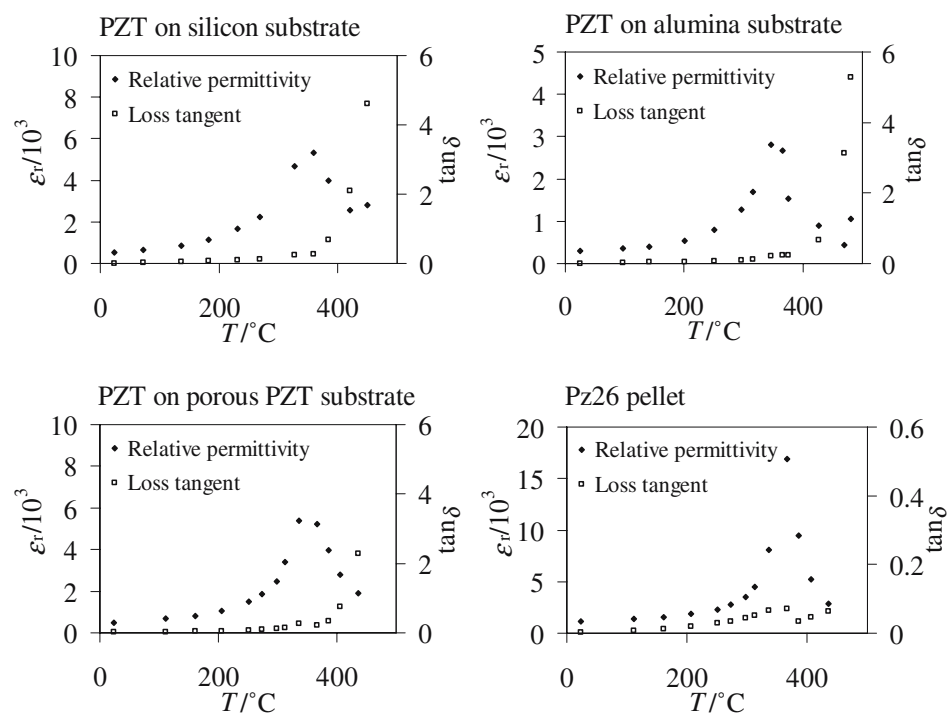 PZT on silicon substrate
10
8
6
4
2
0
εr/10³
6
4
2
0
tanδ
Relative permittivity
Loss tangent
0
200
400
T/°C
PZT on alumina substrate
5
4
3
2
1
0
εr/10³
6
4
2
0
tanδ
Relative permittivity
Loss tangent
0
200
400
T/°C
PZT on porous PZT substrate
10
8
6
4
2
0
εr/10³
6
4
2
0
tanδ
Relative permittivity
Loss tangent
0
200
400
T/°C
Pz26 pellet
20
15
10
5
0
εr/10³
0.6
0.4
0.2
0
tanδ
Relative permittivity
Loss tangent
0
200
400
T/°C